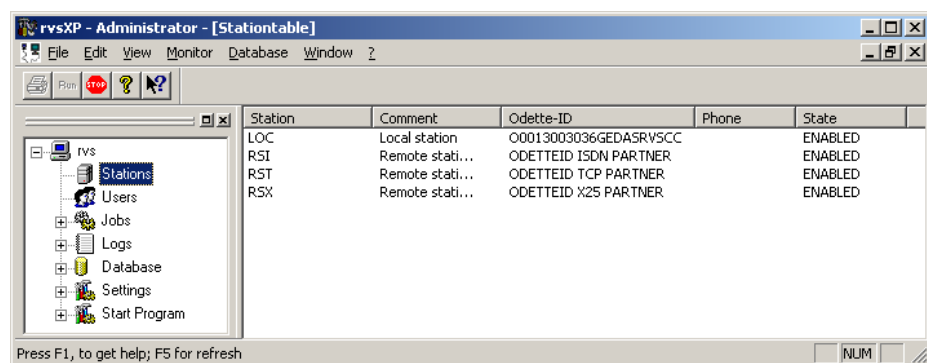 rvsXP - Administrator - [Stationtable]
File Edit View Monitor Database Window ?
Run STOP
Station Comment Odette-ID Phone State
LOC Local station O0013003036GEDASRVSCC ENABLED
RSI Remote stati... ODETTEID ISDN PARTNER ENABLED
RST Remote stati... ODETTEID TCP PARTNER ENABLED
RSX Remote stati... ODETTEID X25 PARTNER ENABLED
rvs
Stations
Users
Jobs
Logs
Database
Settings
Start Program
Press F1, to get help; F5 for refresh NUM